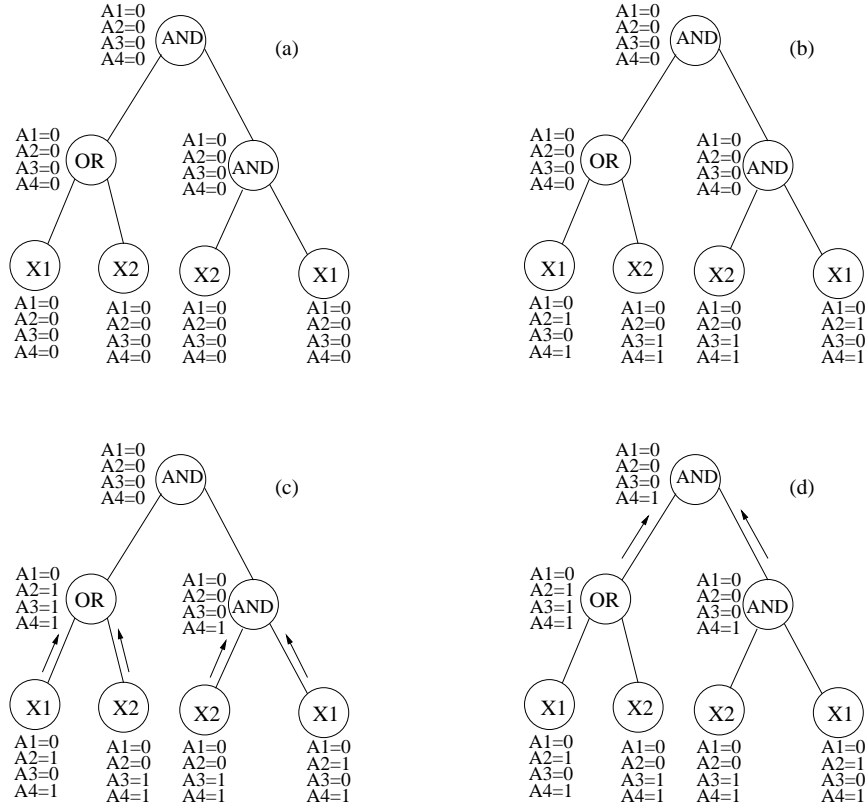 A1=0
A2=0
A3=0
A4=0
AND
(a)
A1=0
A2=0
A3=0
A4=0
OR
A1=0
A2=0
A3=0
A4=0
AND
X1
A1=0
A2=0
A3=0
A4=0
X2
A1=0
A2=0
A3=0
A4=0
X2
A1=0
A2=0
A3=0
A4=0
X1
A1=0
A2=0
A3=0
A4=0
A1=0
A2=0
A3=0
A4=0
AND
(b)
A1=0
A2=0
A3=0
A4=0
OR
A1=0
A2=0
A3=0
A4=0
AND
X1
A1=0
A2=1
A3=0
A4=1
X2
A1=0
A2=0
A3=1
A4=1
X2
A1=0
A2=0
A3=1
A4=1
X1
A1=0
A2=1
A3=0
A4=1
A1=0
A2=0
A3=0
A4=0
AND
(c)
A1=0
A2=1
A3=1
A4=1
OR
A1=0
A2=0
A3=0
A4=1
AND
X1
A1=0
A2=1
A3=0
A4=1
X2
A1=0
A2=0
A3=1
A4=1
X2
A1=0
A2=0
A3=1
A4=1
X1
A1=0
A2=1
A3=0
A4=1
A1=0
A2=0
A3=0
A4=1
AND
(d)
A1=0
A2=1
A3=1
A4=1
OR
A1=0
A2=0
A3=0
A4=1
AND
X1
A1=0
A2=1
A3=0
A4=1
X2
A1=0
A2=0
A3=1
A4=1
X2
A1=0
A2=0
A3=1
A4=1
X1
A1=0
A2=1
A3=0
A4=1